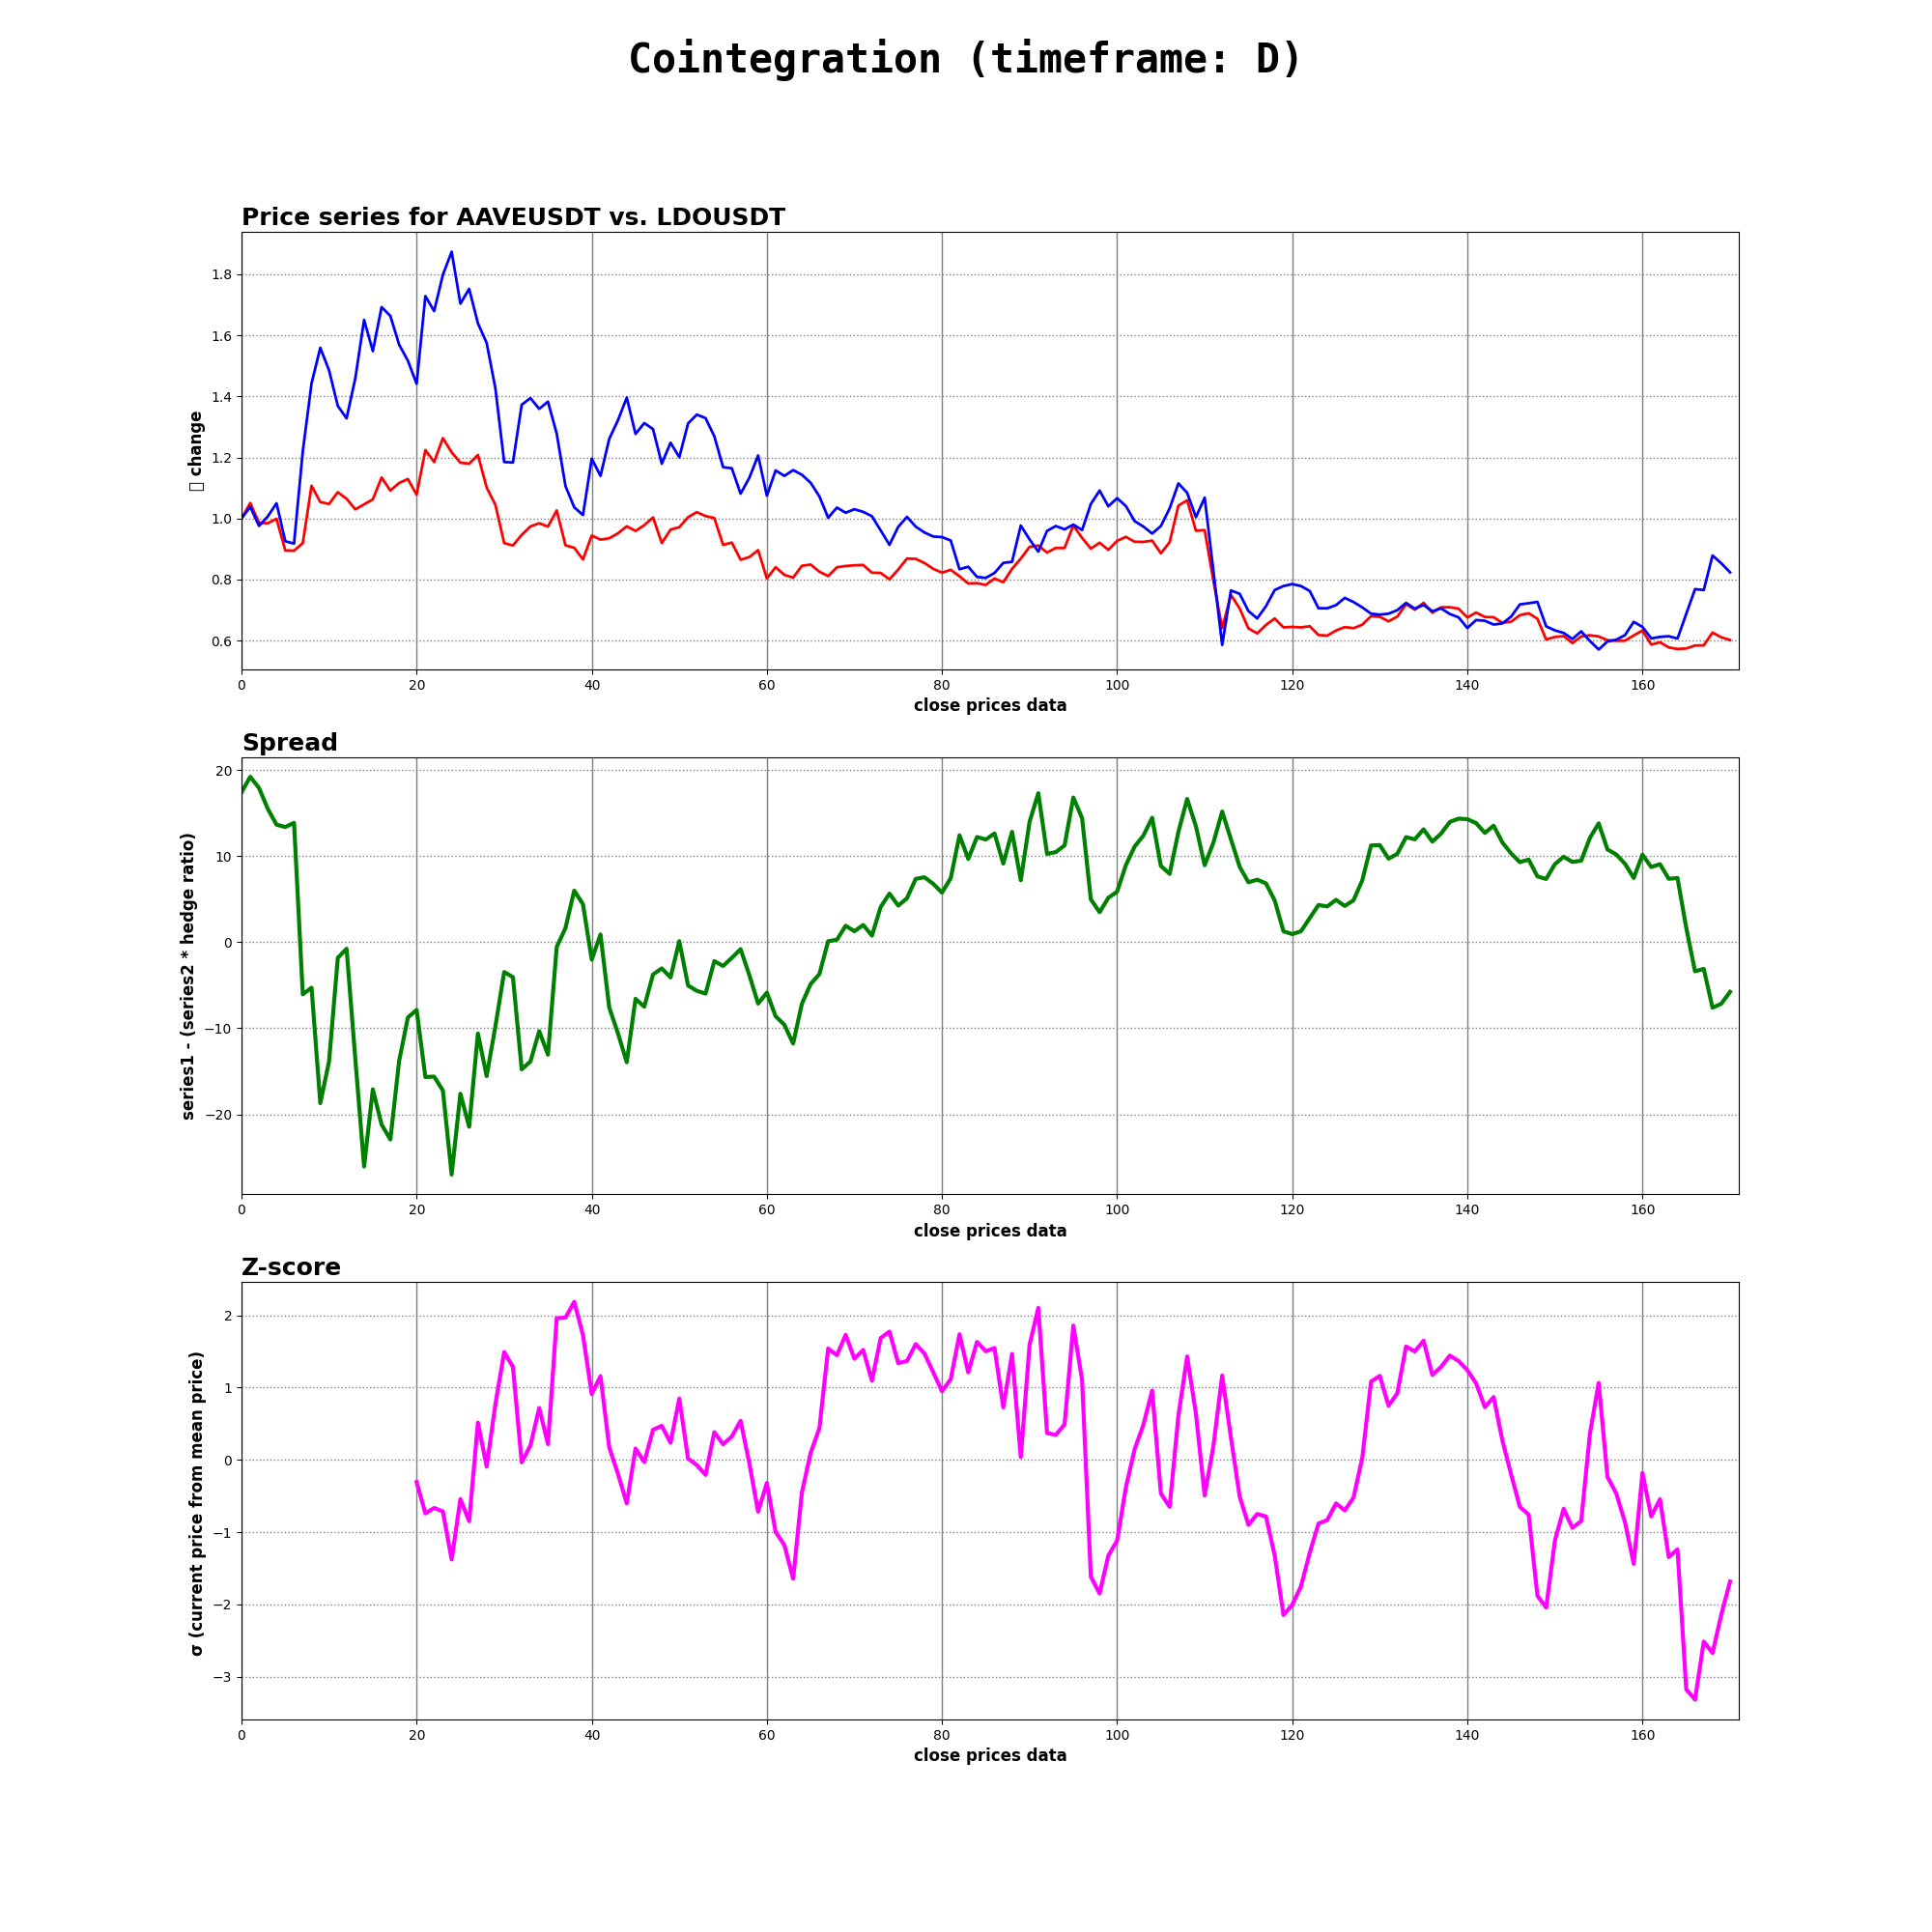 Cointegration (timeframe: D)
Price series for AAVEUSDT vs. LDOUSDT
change
1.8
1.6
1.4
1.2
1.0
0.8
0.6
0 20 40 60 80 100 120 140 160
close prices data
Spread
series1 - (series2 * hedge ratio)
20
10
0
−10
−20
0 20 40 60 80 100 120 140 160
close prices data
Z-score
σ (current price from mean price)
2
1
0
−1
−2
−3
0 20 40 60 80 100 120 140 160
close prices data